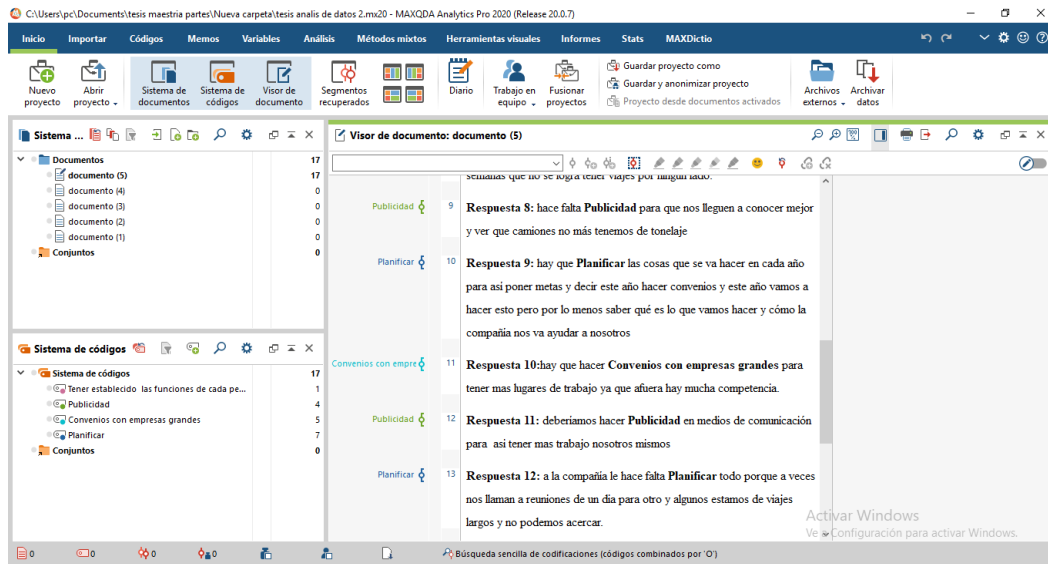 C:\Users\pc\Documents\tesis maestria partes\Nueva carpeta\tesis analis de datos 2.mx20 - MAXQDA Analytics Pro 2020 (Release 20.0.7)
Inicio Importar Códigos Memos Variables Análisis Métodos mixtos Herramientas visuales Informes Stats MAXDictio
Nuevo proyecto
Abrir proyecto
Sistema de documentos
Sistema de códigos
Visor de documento
Segmentos recuperados
Diario
Trabajo en equipo
Fusionar proyectos
Guardar proyecto como
Guardar y anonimizar proyecto
Proyecto desde documentos activados
Archivos externos
Archivar datos
Sistema ...
Documentos 17
documento (5) 17
documento (4) 0
documento (3) 0
documento (2) 0
documento (1) 0
Conjuntos 0
Sistema de códigos
Sistema de códigos 17
Tener establecido las funciones de cada pe... 1
Publicidad 4
Convenios con empresas grandes 5
Planificar 7
Conjuntos 0
Visor de documento: documento (5)
semanas que no se logra tener viajes por ningun lado.
Publicidad 9 Respuesta 8: hace falta Publicidad para que nos lleguen a conocer mejor
y ver que camiones no más tenemos de tonelaje
Planificar 10 Respuesta 9: hay que Planificar las cosas que se va hacer en cada año
para asi poner metas y decir este año hacer convenios y este año vamos a
hacer esto pero por lo menos saber qué es lo que vamos hacer y cómo la
compañia nos va ayudar a nosotros
Convenios con empre 11 Respuesta 10:hay que hacer Convenios con empresas grandes para
tener mas lugares de trabajo ya que afuera hay mucha competencia.
Publicidad 12 Respuesta 11: deberiamos hacer Publicidad en medios de comunicación
para asi tener mas trabajo nosotros mismos
Planificar 13 Respuesta 12: a la compañia le hace falta Planificar todo porque a veces
nos llaman a reuniones de un dia para otro y algunos estamos de viajes
largos y no podemos acercar.
Activar Windows
Ve a Configuración para activar Windows.
0 0 0 0 Búsqueda sencilla de codificaciones (códigos combinados por 'O')